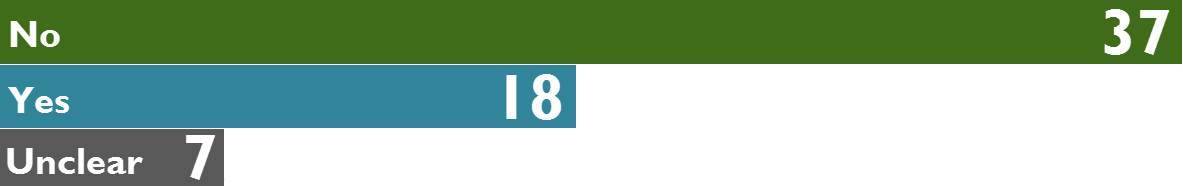 No 37
Yes 18
Unclear 7